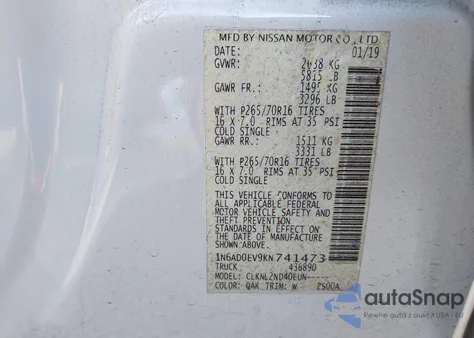 MFD BY NISSAN MOTOR CO., LTD.
DATE: 01/19
GVWR: 2638 KG
5815 LB
GAWR FR.: 1495 KG
3296 LB
WITH P265/70R16 TIRES
16 X 7.0 RIMS AT 35 PSI
COLD SINGLE
GAWR RR.: 1511 KG
3331 LB
WITH P265/70R16 TIRES
16 X 7.0 RIMS AT 35 PSI
COLD SINGLE
THIS VEHICLE CONFORMS TO
ALL APPLICABLE FEDERAL
MOTOR VEHICLE SAFETY AND
THEFT PREVENTION
STANDARDS IN EFFECT ON
THE DATE OF MANUFACTURE
SHOWN ABOVE.
1N6AD0EV9KN741473
TRUCK 436890
MODEL: CLKNL2ND40EUN-----
COLOR: QAK TRIM: W
autoSnap
Pewne auto z USA i EU